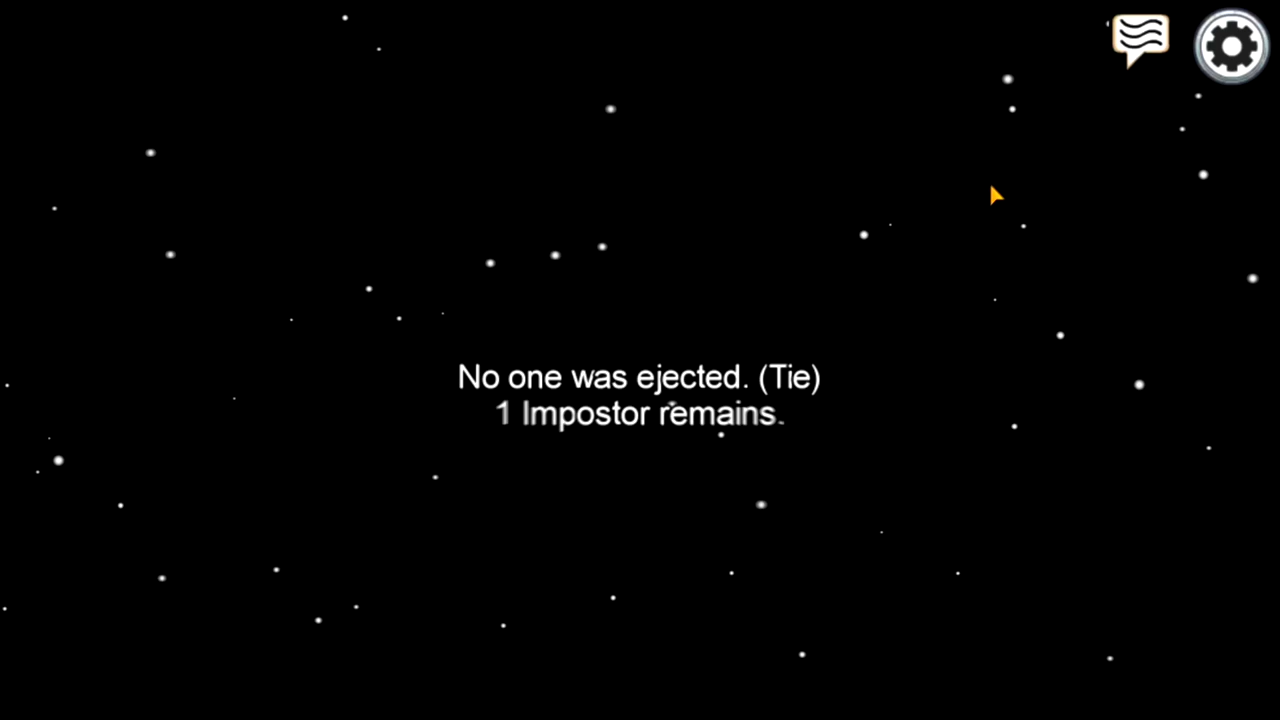 No one was ejected. (Tie)
1 Impostor remains.